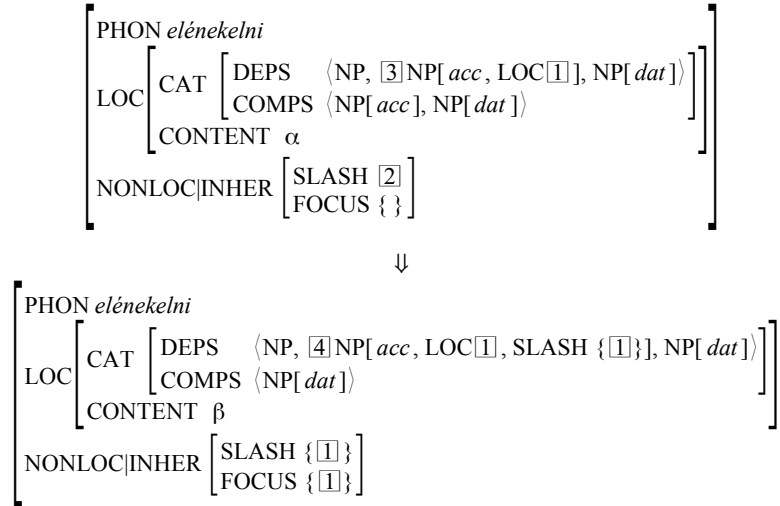 PHON elénekelni
LOC CAT DEPS ⟨NP, 3 NP[acc, LOC 1], NP[dat]⟩
COMPS ⟨NP[acc], NP[dat]⟩
CONTENT α
NONLOC|INHER SLASH 2
FOCUS { }
⇓
PHON elénekelni
LOC CAT DEPS ⟨NP, 4 NP[acc, LOC 1, SLASH {1}], NP[dat]⟩
COMPS ⟨NP[dat]⟩
CONTENT β
NONLOC|INHER SLASH {1}
FOCUS {1}